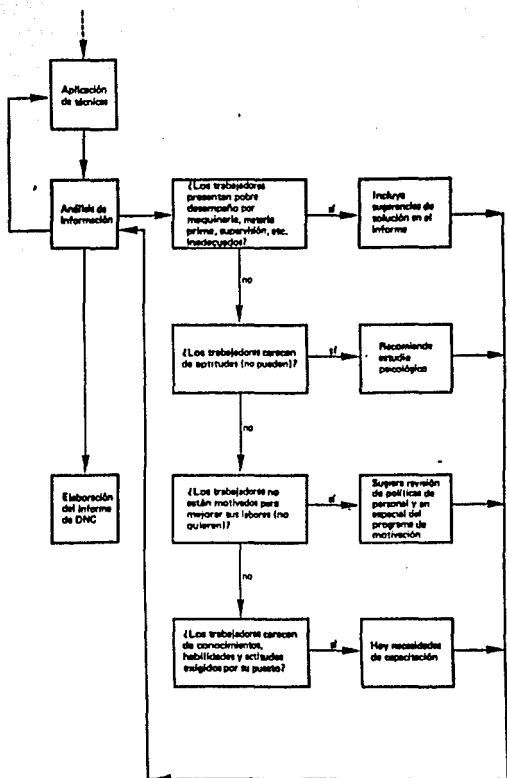 Aplicación
de técnicas
Análisis de
Información
¿Los trabajadores
presentan pobre
desempeño por
maquinaria, materia
prima, supervisión, etc.
inadecuados?
sí
Incluya
sugerencias de
solución en el
informe
no
¿Los trabajadores carecen
de aptitudes (no pueden)?
sí
Recomiende
estudio
psicológico
no
¿Los trabajadores no
están motivados para
mejorar sus labores (no
quieren)?
sí
Sugiera revisión
de políticas de
personal y en
especial del
programa de
motivación
Elaboración
del Informe
de DNC
no
¿Los trabajadores carecen
de conocimientos,
habilidades y actitudes
exigidos por su puesto?
sí
Hay necesidades
de capacitación